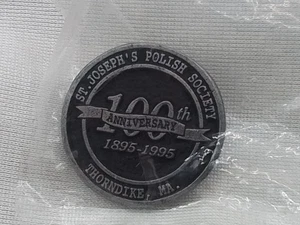 ST. JOSEPH'S POLISH SOCIETY
100th
ANNIVERSARY
1895-1995
THORNDIKE, MA.